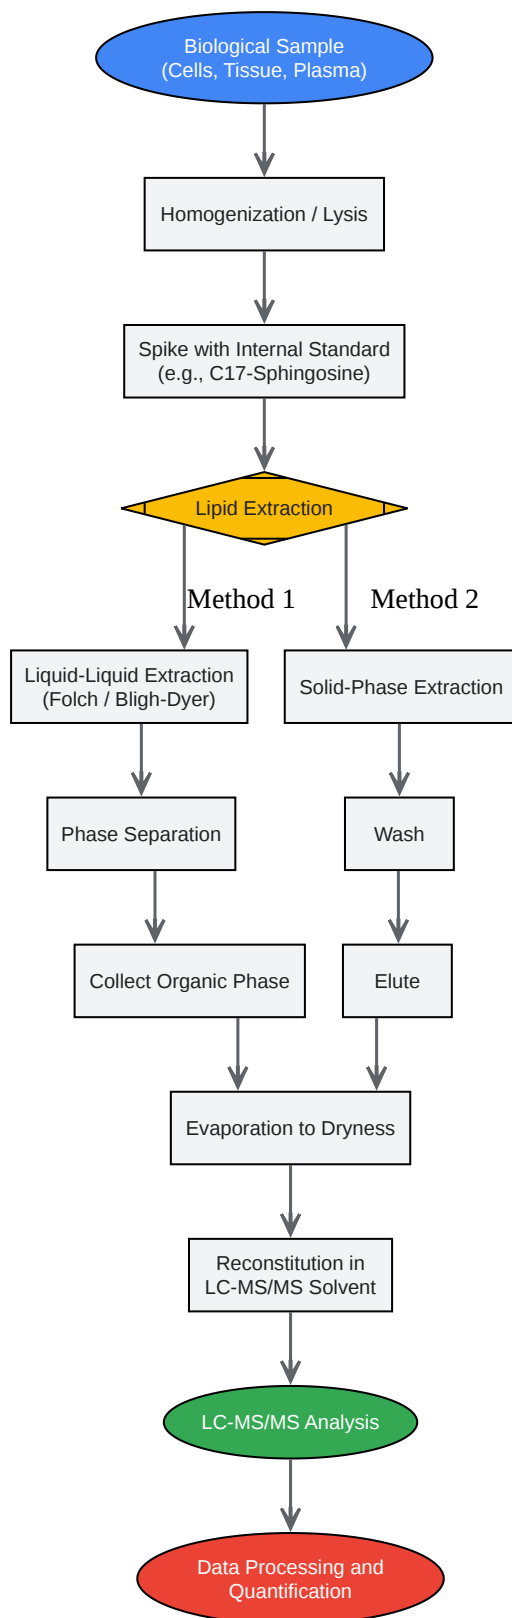 Biological Sample
(Cells, Tissue, Plasma)
Homogenization / Lysis
Spike with Internal Standard
(e.g., C17-Sphingosine)
Lipid Extraction
Method 1
Method 2
Liquid-Liquid Extraction
(Folch / Bligh-Dyer)
Solid-Phase Extraction
Phase Separation
Wash
Collect Organic Phase
Elute
Evaporation to Dryness
Reconstitution in
LC-MS/MS Solvent
LC-MS/MS Analysis
Data Processing and
Quantification